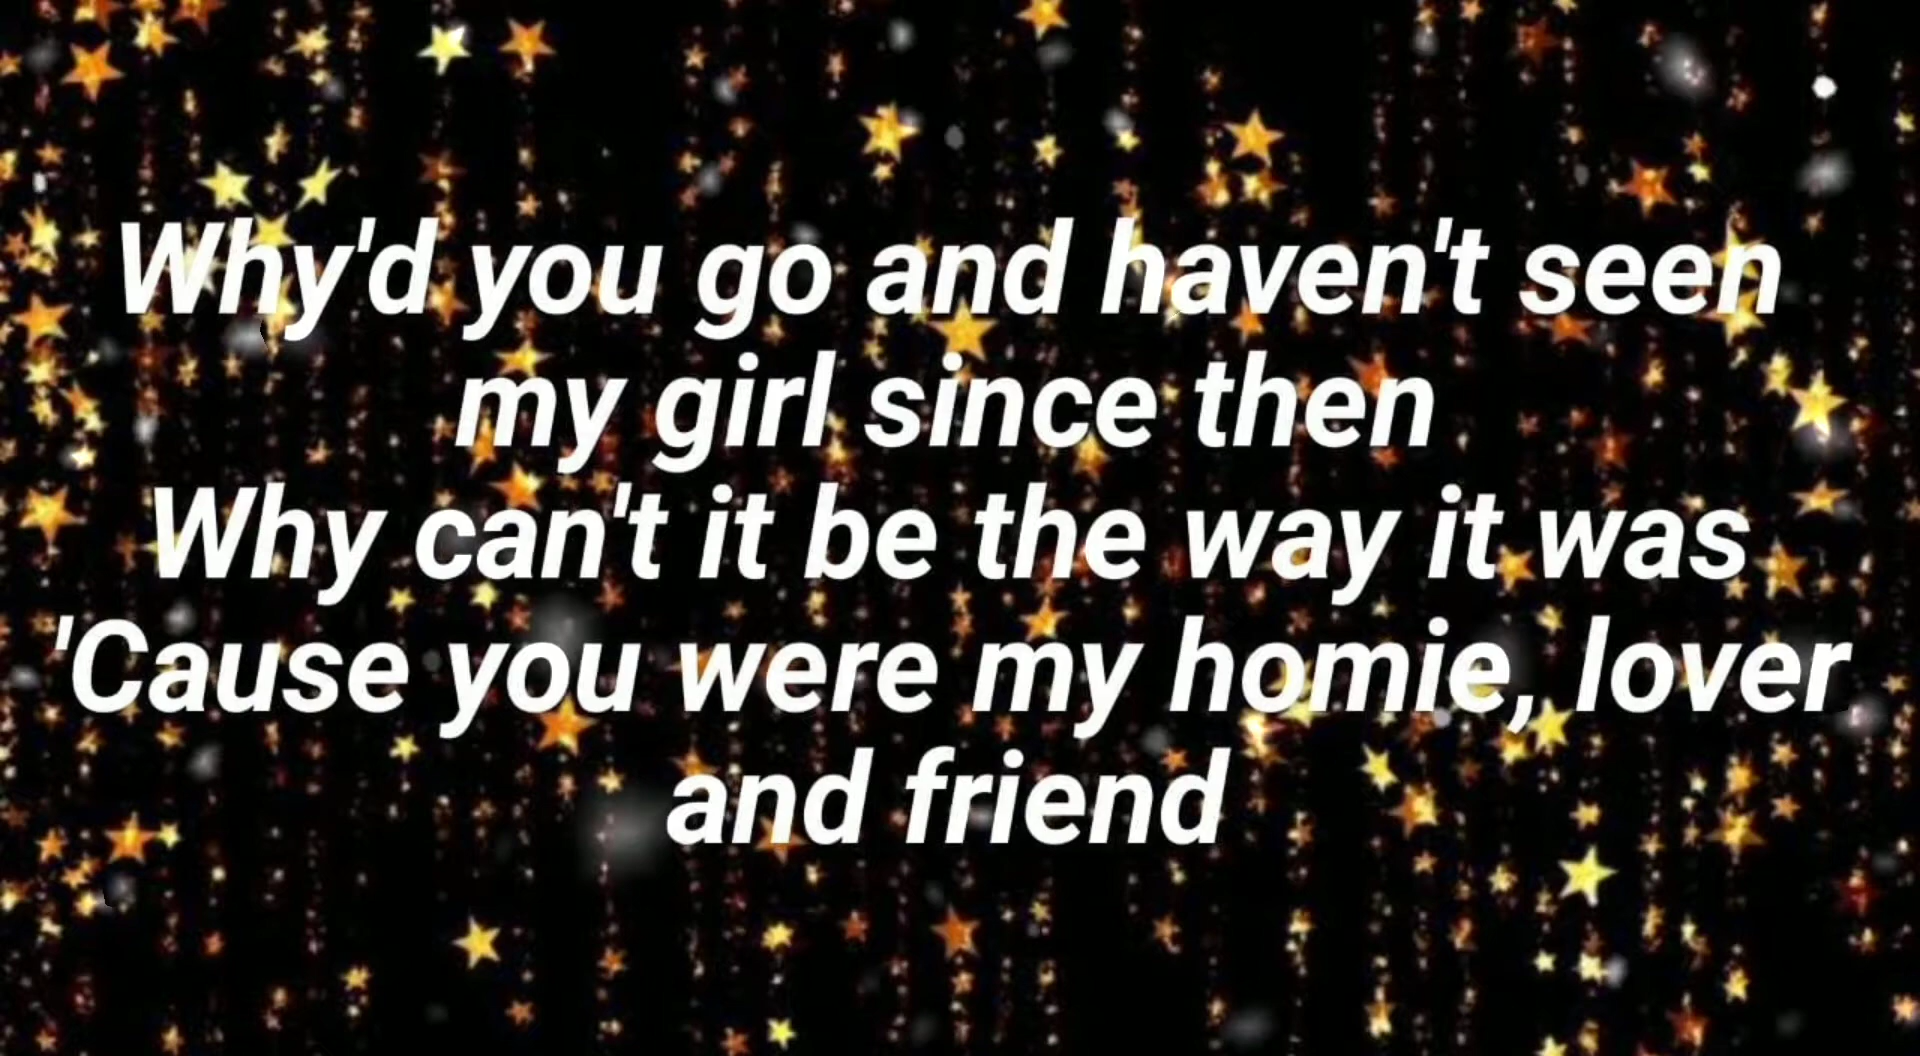 Why'd you go and haven't seen
my girl since then
Why can't it be the way it was
'Cause you were my homie, lover
and friend